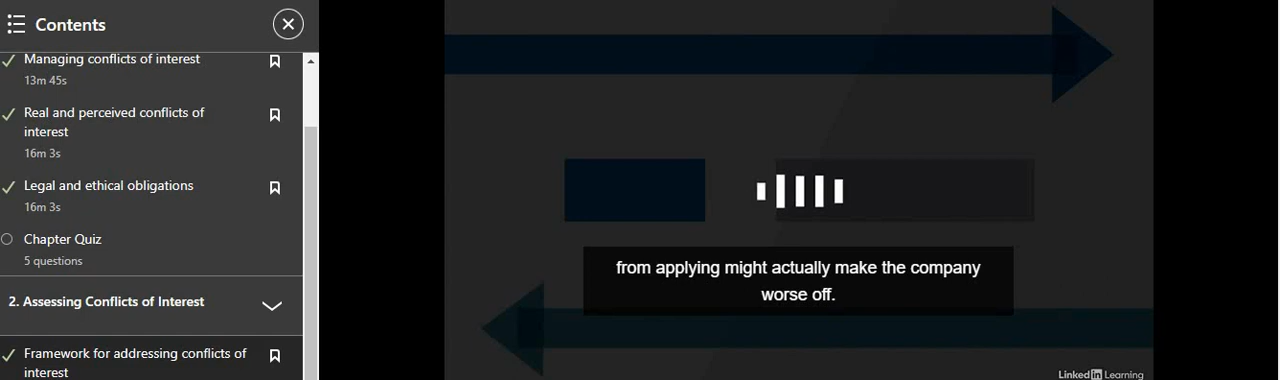 Contents
Managing conflicts of interest
13m 45s
Real and perceived conflicts of
interest
16m 3s
Legal and ethical obligations
16m 3s
Chapter Quiz
5 questions
2. Assessing Conflicts of Interest
Framework for addressing conflicts of
interest
from applying might actually make the company
worse off.
Linked in Learning